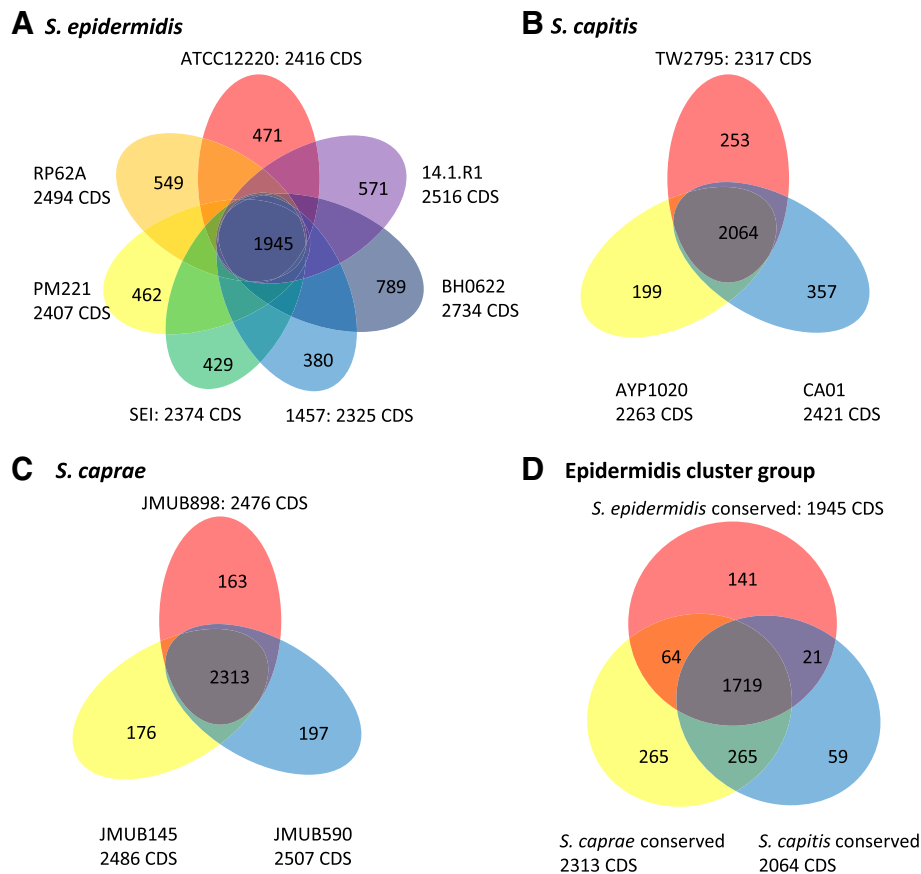 A S. epidermidis
ATCC12220: 2416 CDS
471
RP62A
2494 CDS
549
14.1.R1
2516 CDS
571
1945
PM221
2407 CDS
462
BH0622
2734 CDS
789
429
380
SEI: 2374 CDS
1457: 2325 CDS
B S. capitis
TW2795: 2317 CDS
253
2064
199
357
AYP1020
2263 CDS
CA01
2421 CDS
C S. caprae
JMUB898: 2476 CDS
163
2313
176
197
JMUB145
2486 CDS
JMUB590
2507 CDS
D Epidermidis cluster group
S. epidermidis conserved: 1945 CDS
141
64
21
1719
265
265
59
S. caprae conserved
2313 CDS
S. capitis conserved
2064 CDS